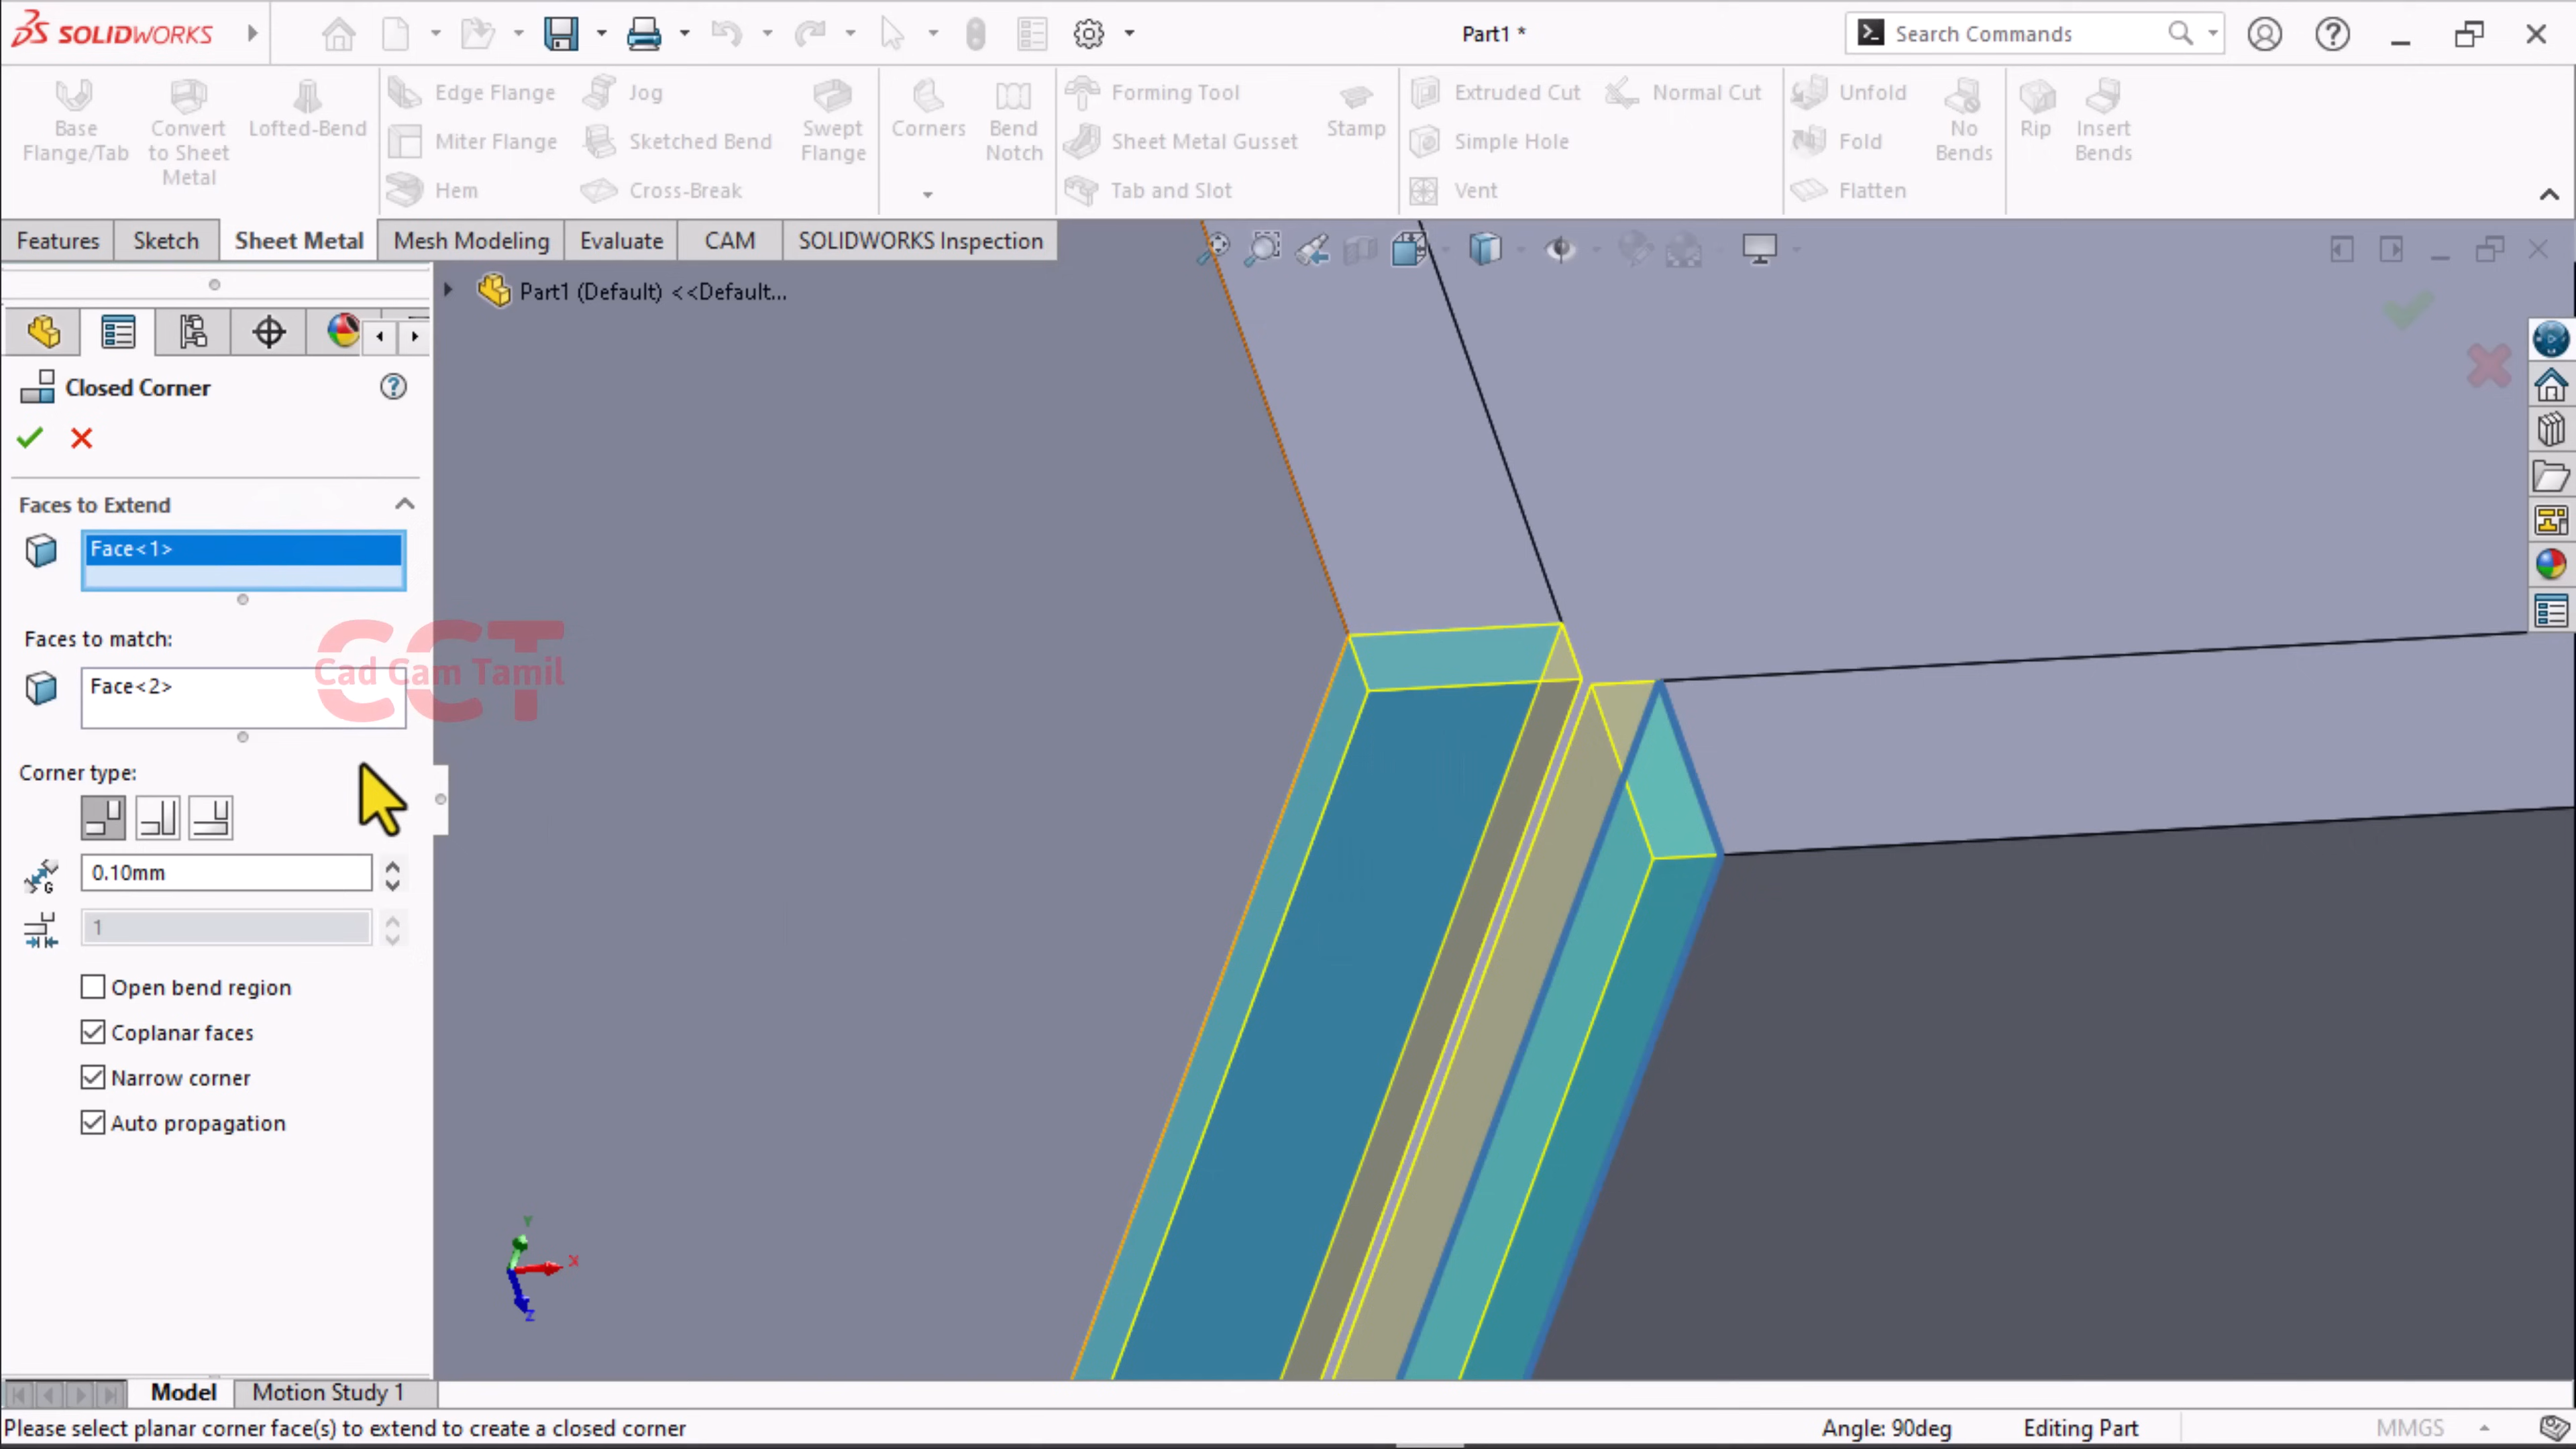 SOLIDWORKS
Part1 *
Search Commands
Base Flange/Tab
Convert to Sheet Metal
Lofted-Bend
Edge Flange
Miter Flange
Hem
Jog
Sketched Bend
Cross-Break
Swept Flange
Corners
Bend Notch
Forming Tool
Sheet Metal Gusset
Tab and Slot
Stamp
Extruded Cut
Simple Hole
Vent
Normal Cut
Unfold
Fold
Flatten
No Bends
Rip
Insert Bends
Features
Sketch
Sheet Metal
Mesh Modeling
Evaluate
CAM
SOLIDWORKS Inspection
Part1 (Default) <<Default...
Closed Corner
Faces to Extend
Face<1>
Faces to match:
Face<2>
CCT
Cad Cam Tamil
Corner type:
G
0.10mm
1
Open bend region
Coplanar faces
Narrow corner
Auto propagation
Y
X
Z
Model
Motion Study 1
Please select planar corner face(s) to extend to create a closed corner
Angle: 90deg
Editing Part
MMGS